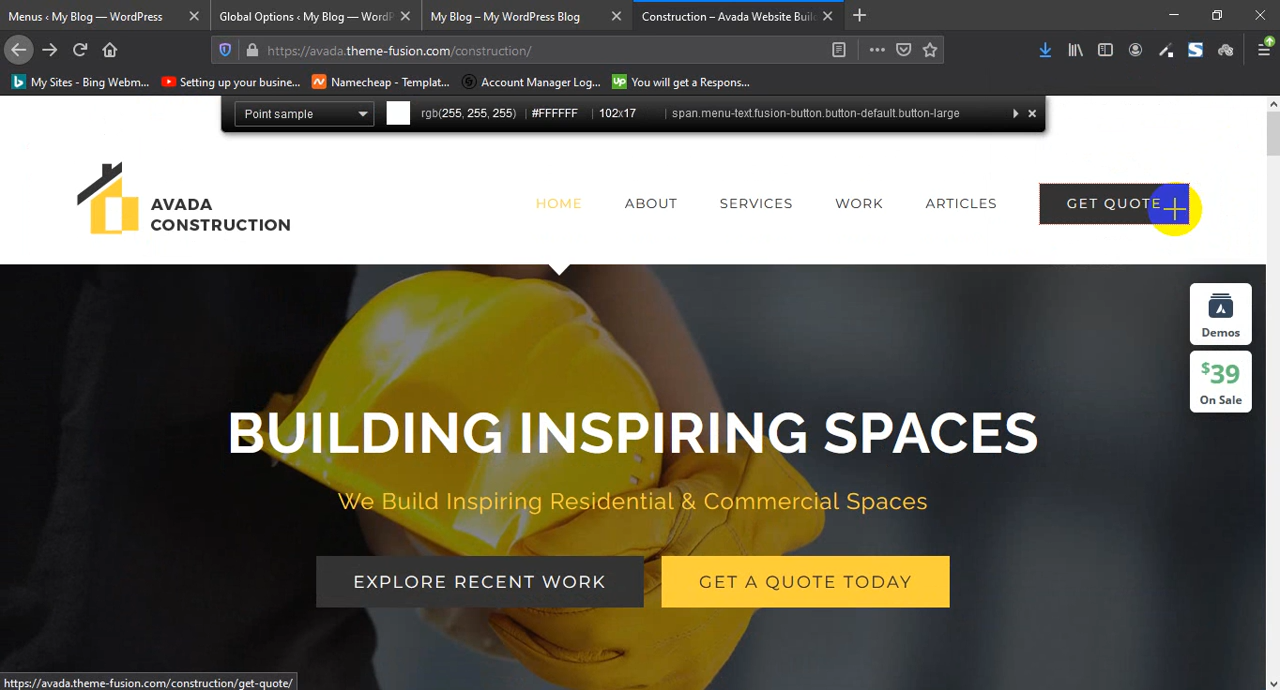 Menus ‹ My Blog — WordPress
Global Options ‹ My Blog — WordP
My Blog – My WordPress Blog
Construction – Avada Website Buil
https://avada.theme-fusion.com/construction/
My Sites - Bing Webm...
Setting up your busine...
Namecheap - Templat...
Account Manager Log...
Up You will get a Respons...
Point sample
rgb(255, 255, 255) | #FFFFFF | 102x17 | span.menu-text.fusion-button.button-default.button-large
AVADA
CONSTRUCTION
HOME
ABOUT
SERVICES
WORK
ARTICLES
GET QUOTE
Demos
$39
On Sale
BUILDING INSPIRING SPACES
We Build Inspiring Residential & Commercial Spaces
EXPLORE RECENT WORK
GET A QUOTE TODAY
https://avada.theme-fusion.com/construction/get-quote/